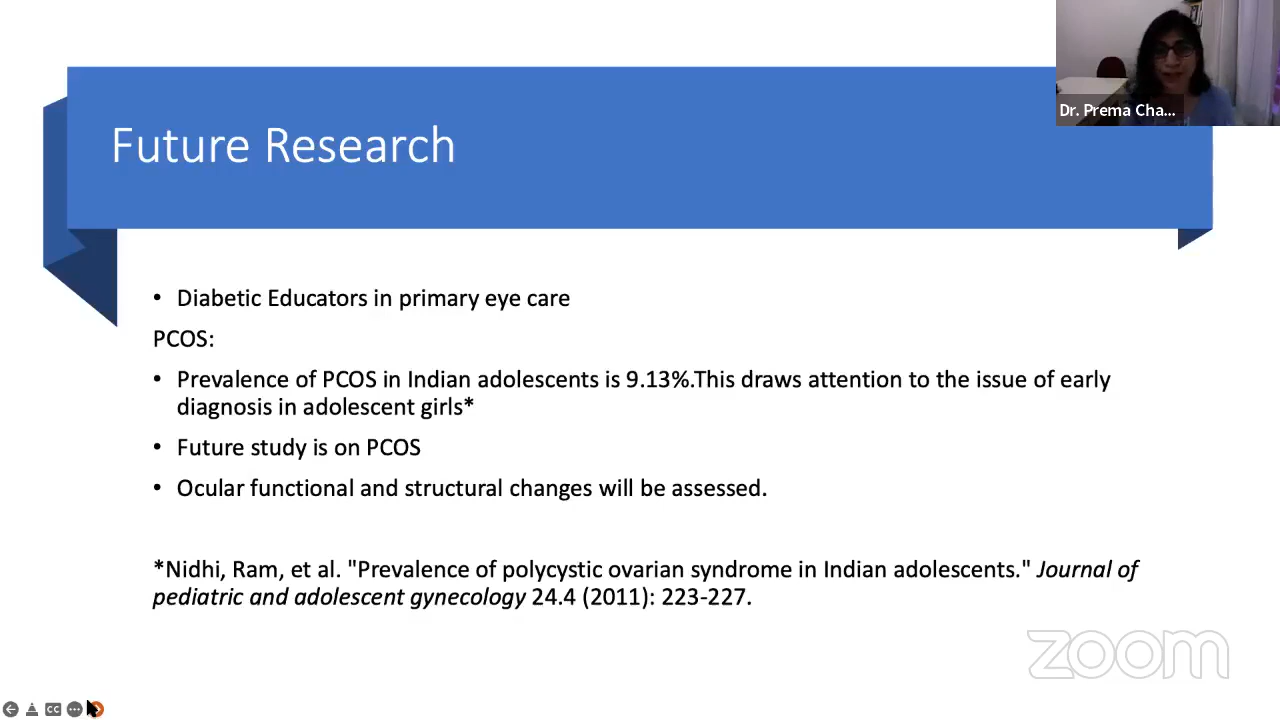 Dr. Prema Cha...
Future Research
• Diabetic Educators in primary eye care
PCOS:
• Prevalence of PCOS in Indian adolescents is 9.13%.This draws attention to the issue of early
diagnosis in adolescent girls*
• Future study is on PCOS
• Ocular functional and structural changes will be assessed.
*Nidhi, Ram, et al. "Prevalence of polycystic ovarian syndrome in Indian adolescents." Journal of
pediatric and adolescent gynecology 24.4 (2011): 223-227.
zoom
CC